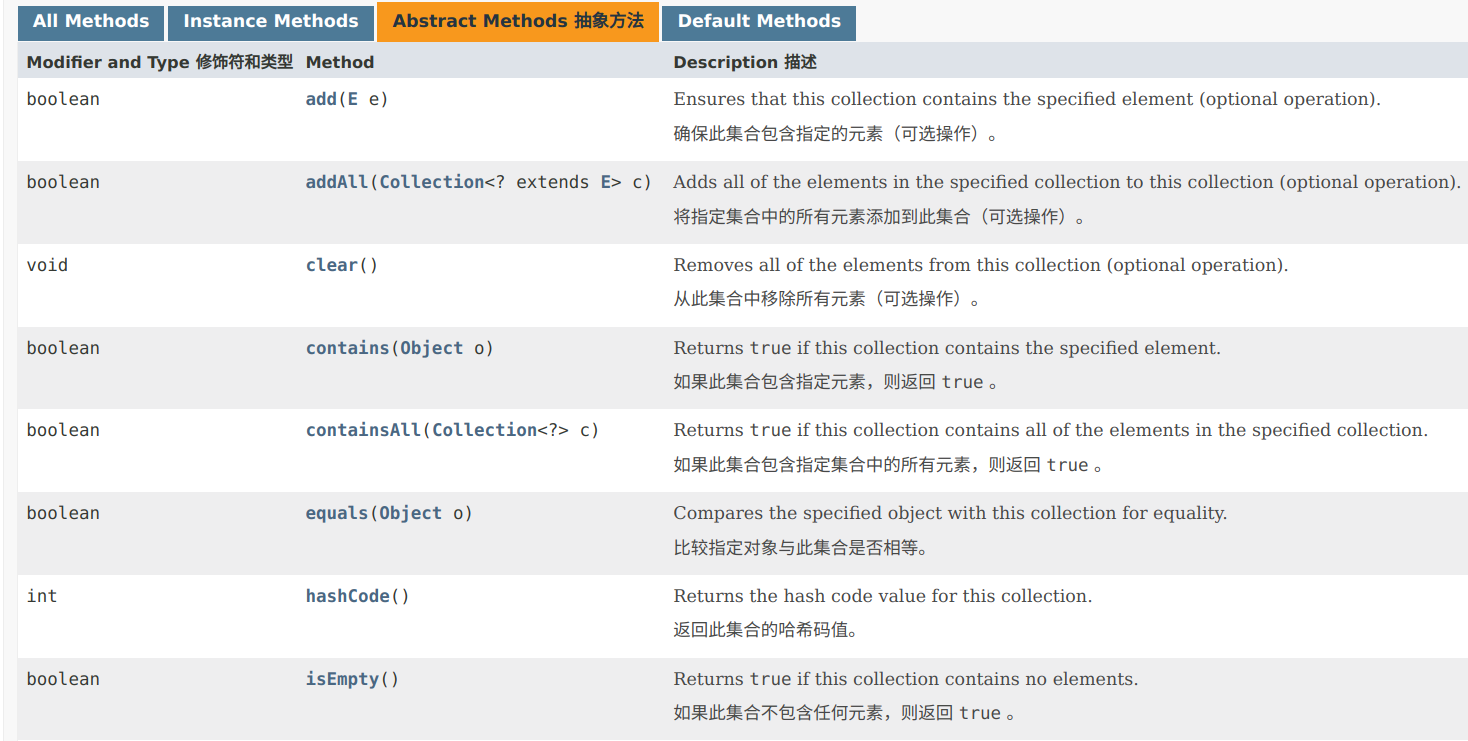 All Methods Instance Methods Abstract Methods 抽象方法 Default Methods
Modifier and Type 修饰符和类型 Method Description 描述
boolean add(E e) Ensures that this collection contains the specified element (optional operation).
确保此集合包含指定的元素（可选操作）。
boolean addAll(Collection<? extends E> c) Adds all of the elements in the specified collection to this collection (optional operation).
将指定集合中的所有元素添加到此集合（可选操作）。
void clear() Removes all of the elements from this collection (optional operation).
从此集合中移除所有元素（可选操作）。
boolean contains(Object o) Returns true if this collection contains the specified element.
如果此集合包含指定元素，则返回 true 。
boolean containsAll(Collection<?> c) Returns true if this collection contains all of the elements in the specified collection.
如果此集合包含指定集合中的所有元素，则返回 true 。
boolean equals(Object o) Compares the specified object with this collection for equality.
比较指定对象与此集合是否相等。
int hashCode() Returns the hash code value for this collection.
返回此集合的哈希码值。
boolean isEmpty() Returns true if this collection contains no elements.
如果此集合不包含任何元素，则返回 true 。